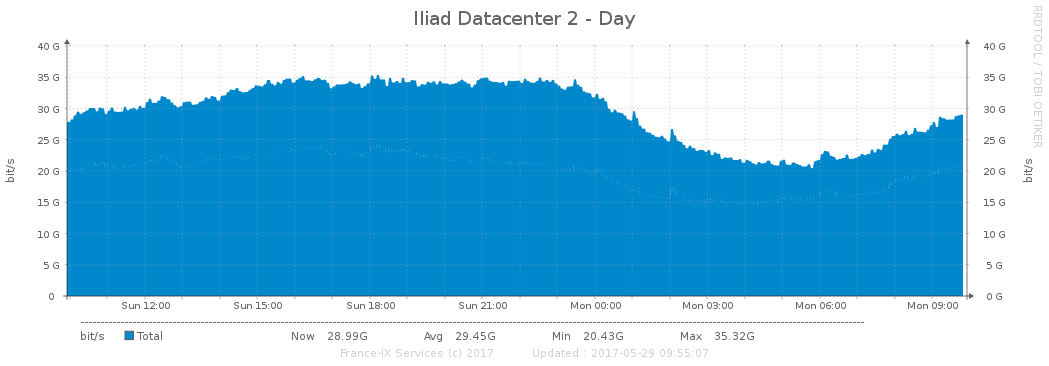 Iliad Datacenter 2 - Day
RRDTOOL / TOBI OETIKER
40 G 40 G
35 G 35 G
30 G 30 G
25 G 25 G
20 G 20 G
15 G 15 G
10 G 10 G
5 G 5 G
0 0 G
bit/s bit/s
Sun 12:00 Sun 15:00 Sun 18:00 Sun 21:00 Mon 00:00 Mon 03:00 Mon 06:00 Mon 09:00
bit/s Total Now 28.99G Avg 29.45G Min 20.43G Max 35.32G
France-IX Services (c) 2017 Updated : 2017-05-29 09:55:07